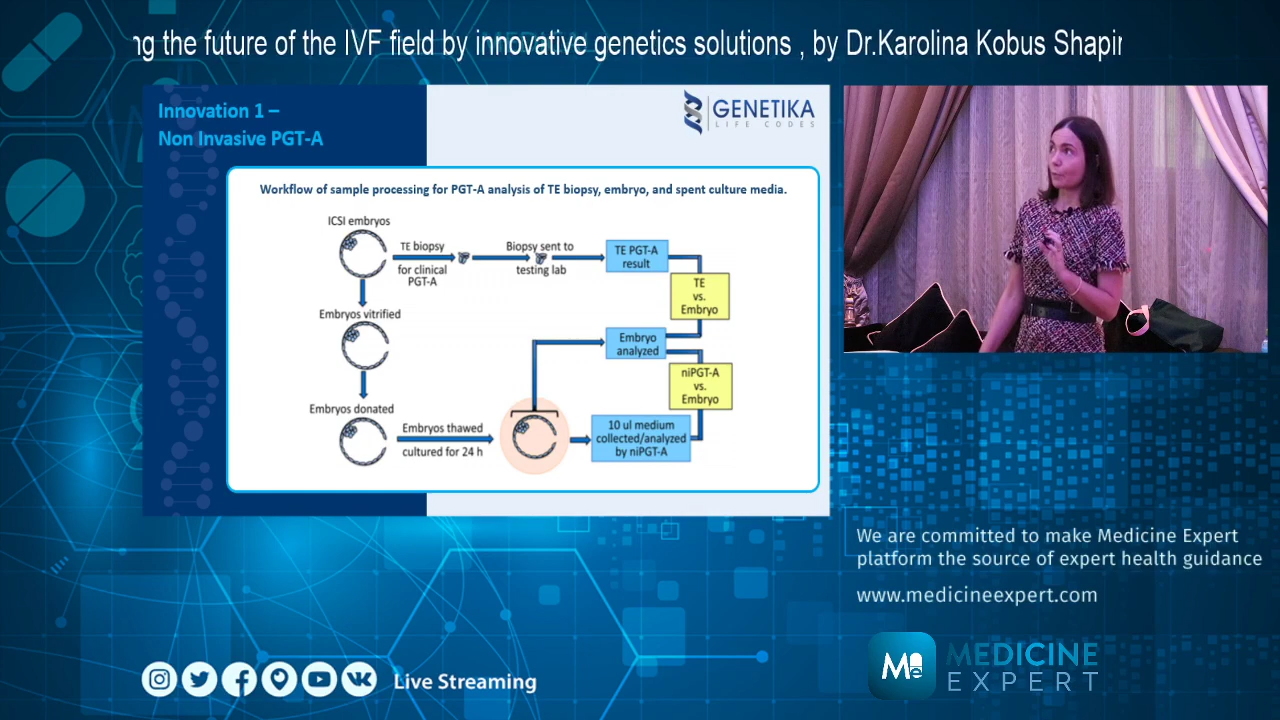 ng the future of the IVF field by innovative genetics solutions , by Dr.Karolina Kobus Shapir
Innovation 1 –
Non Invasive PGT-A
GENETIKA
LIFE CODES
Workflow of sample processing for PGT-A analysis of TE biopsy, embryo, and spent culture media.
ICSI embryos
TE biopsy
for clinical
PGT-A
Biopsy sent to
testing lab
TE PGT-A
result
TE
vs.
Embryo
Embryos vitrified
Embryo
analyzed
niPGT-A
vs.
Embryo
Embryos donated
Embryos thawed
cultured for 24 h
10 ul medium
collected/analyzed
by niPGT-A
We are committed to make Medicine Expert
platform the source of expert health guidance
www.medicineexpert.com
Live Streaming
Me
MEDICINE
EXPERT